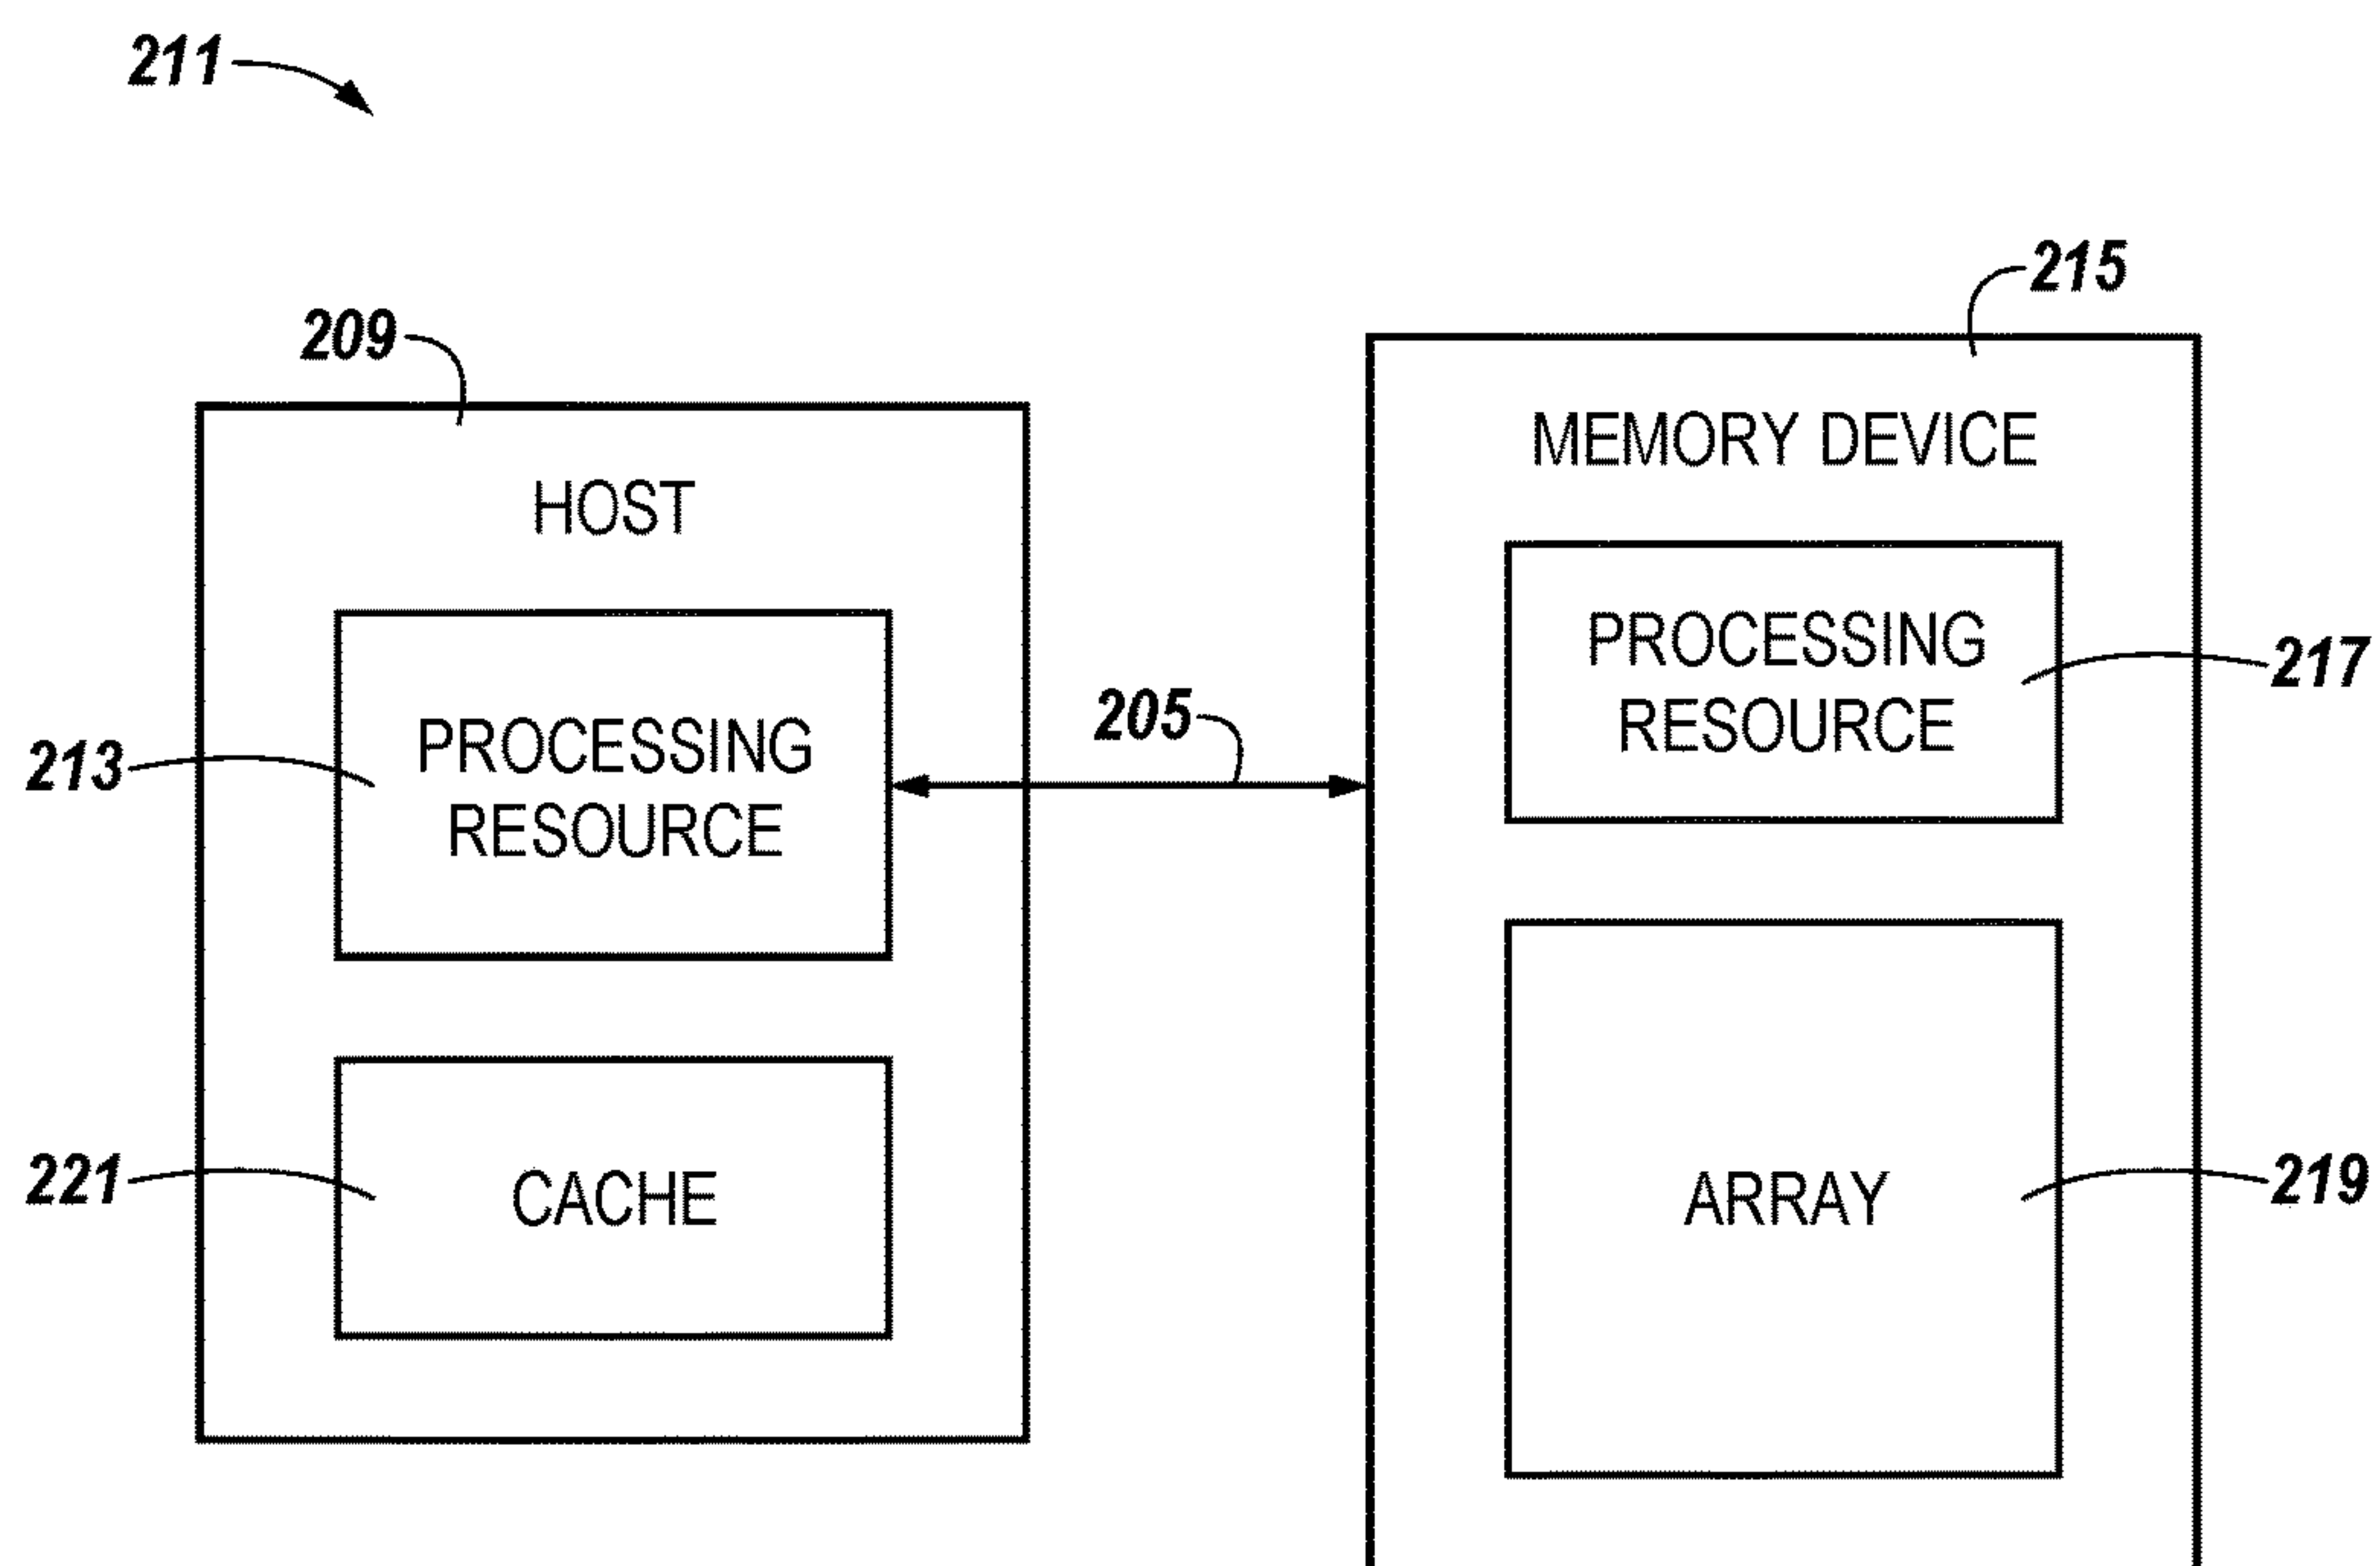 211
215
209
MEMORY DEVICE
HOST
PROCESSING
RESOURCE
217
205
PROCESSING
RESOURCE
213
221
CACHE
ARRAY
219